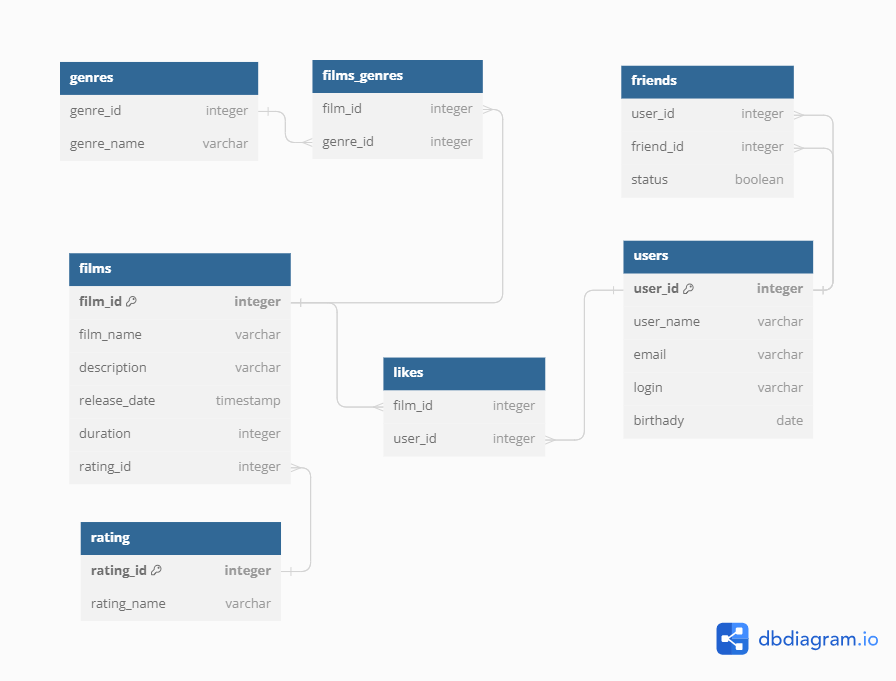 genres
genre_id integer
genre_name varchar
films_genres
film_id integer
genre_id integer
friends
user_id integer
friend_id integer
status boolean
films
film_id integer
film_name varchar
description varchar
release_date timestamp
duration integer
rating_id integer
users
user_id integer
user_name varchar
email varchar
login varchar
birthady date
likes
film_id integer
user_id integer
rating
rating_id integer
rating_name varchar
dbdiagram.io